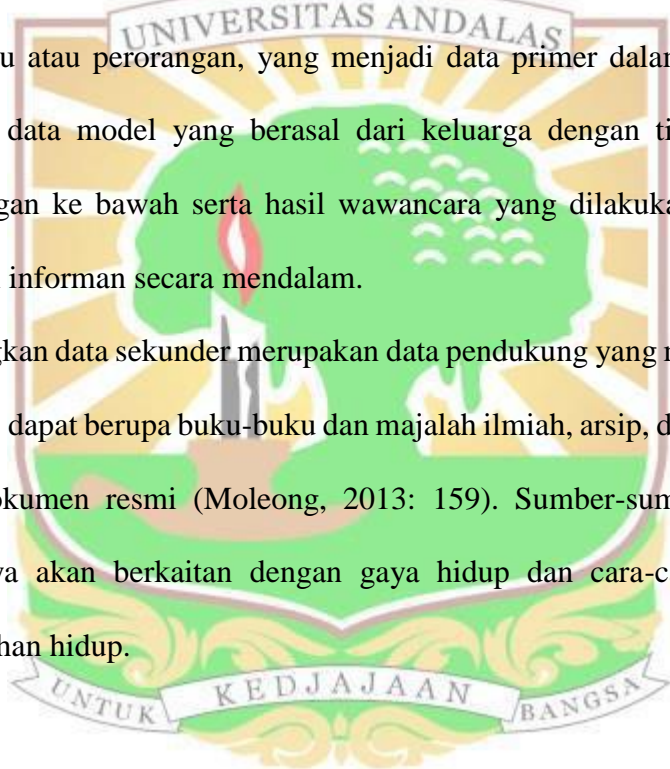 UNIVERSITAS ANDALAS
u atau perorangan, yang menjadi data primer dalam
data model yang berasal dari keluarga dengan ti
gan ke bawah serta hasil wawancara yang dilakuka
informan secara mendalam.
gkan data sekunder merupakan data pendukung yang
dapat berupa buku-buku dan majalah ilmiah, arsip, d
okumen resmi (Moleong, 2013: 159). Sumber-sum
ya akan berkaitan dengan gaya hidup dan cara-c
han hidup.
UNTUK KEDJAJAAN BANGSA